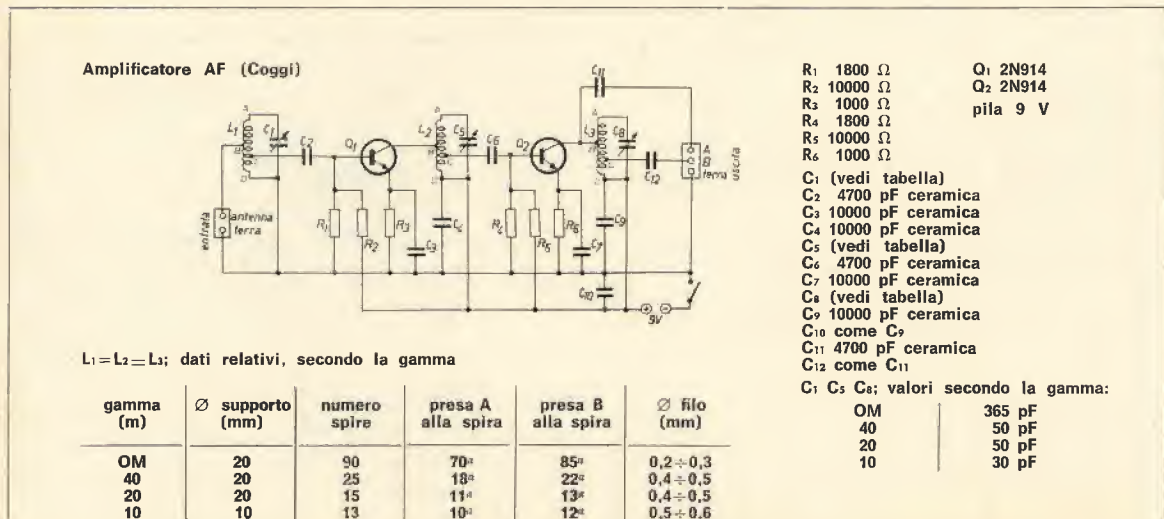 Amplificatore AF (Coggi)
C11
L1
C1
C2
Q1
L2
C5
C6
Q2
L3
C8
C12
A
B
terra
uscita
entrata
antenna
terra
R1
R2
R3
C3
C4
R4
R5
R6
C7
C9
C10
9V
L1=L2=L3; dati relativi, secondo la gamma
gamma (m) Ø supporto (mm) numero spire presa A alla spira presa B alla spira Ø filo (mm)
OM 20 90 70ª 85ª 0,2÷0,3
40 20 25 18ª 22ª 0,4÷0,5
20 20 15 11ª 13ª 0,4÷0,5
10 10 13 10ª 12ª 0,5÷0,6
R1 1800 Ω
R2 10000 Ω
R3 1000 Ω
R4 1800 Ω
R5 10000 Ω
R6 1000 Ω
Q1 2N914
Q2 2N914
pila 9 V
C1 (vedi tabella)
C2 4700 pF ceramica
C3 10000 pF ceramica
C4 10000 pF ceramica
C5 (vedi tabella)
C6 4700 pF ceramica
C7 10000 pF ceramica
C8 (vedi tabella)
C9 10000 pF ceramica
C10 come C9
C11 4700 pF ceramica
C12 come C11
C1 C5 C8; valori secondo la gamma:
OM 365 pF
40 50 pF
20 50 pF
10 30 pF